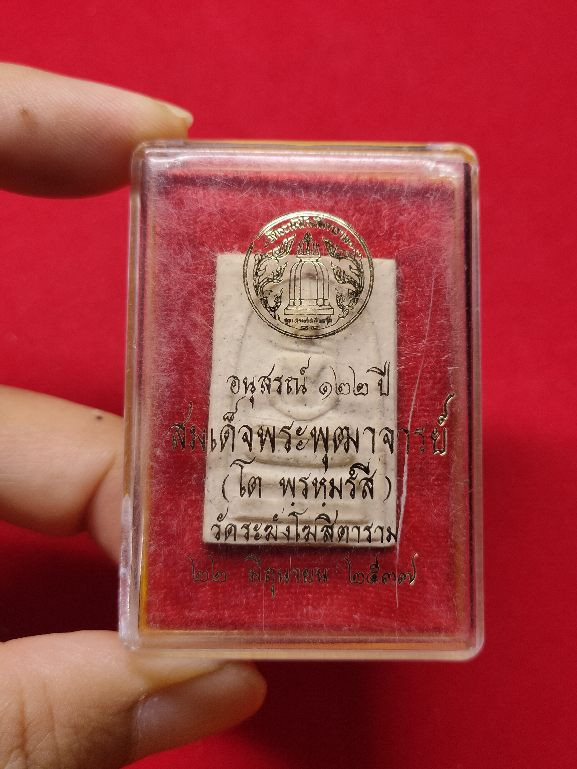 อนุสรณ์ ๑๒๒ ปี
สมเด็จพระพุฒาจารย์
(โต พฺรหฺมรํสี)
วัดระฆังโฆสิตาราม
๒๒ มิถุนายน ๒๕๓๗